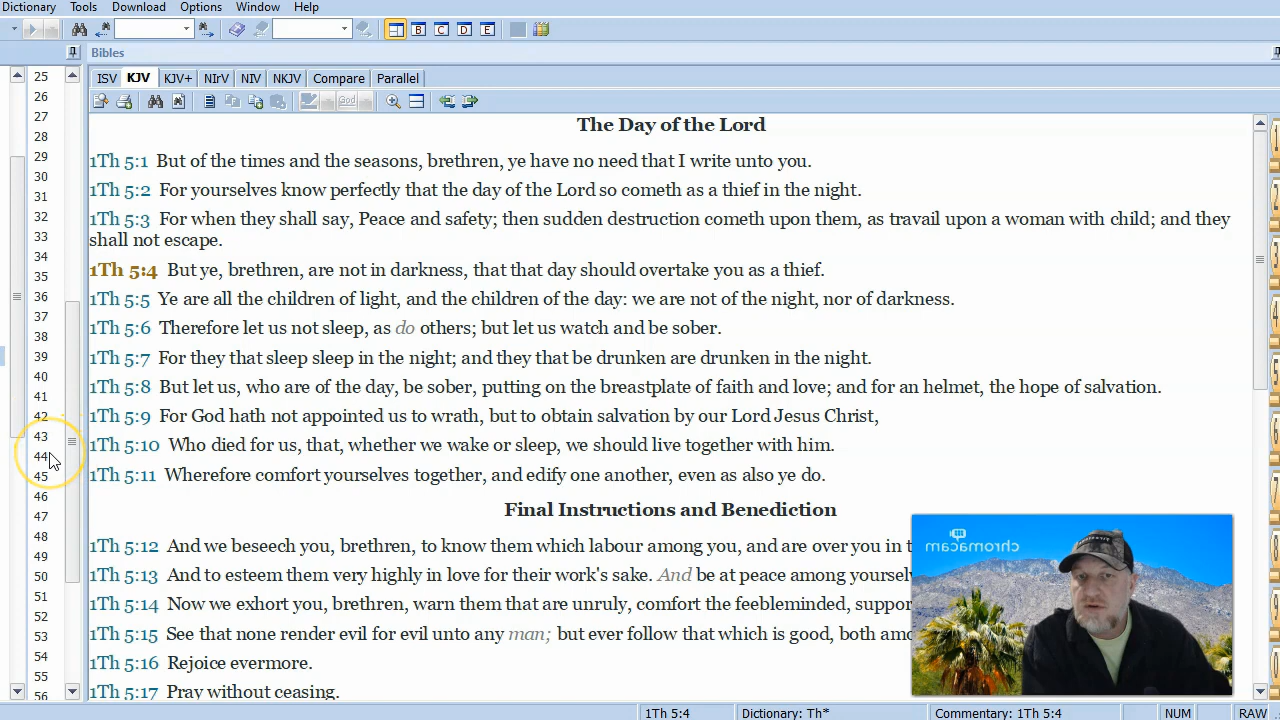 Dictionary Tools Download Options Window Help
B C D E
Bibles
ISV KJV KJV+ NIrV NIV NKJV Compare Parallel
God
25
26
27
28
29
30
31
32
33
34
35
36
37
38
39
40
41
42
43
44
45
46
47
48
49
50
51
52
53
54
55
56
The Day of the Lord
1Th 5:1 But of the times and the seasons, brethren, ye have no need that I write unto you.
1Th 5:2 For yourselves know perfectly that the day of the Lord so cometh as a thief in the night.
1Th 5:3 For when they shall say, Peace and safety; then sudden destruction cometh upon them, as travail upon a woman with child; and they
shall not escape.
1Th 5:4 But ye, brethren, are not in darkness, that that day should overtake you as a thief.
1Th 5:5 Ye are all the children of light, and the children of the day: we are not of the night, nor of darkness.
1Th 5:6 Therefore let us not sleep, as do others; but let us watch and be sober.
1Th 5:7 For they that sleep sleep in the night; and they that be drunken are drunken in the night.
1Th 5:8 But let us, who are of the day, be sober, putting on the breastplate of faith and love; and for an helmet, the hope of salvation.
1Th 5:9 For God hath not appointed us to wrath, but to obtain salvation by our Lord Jesus Christ,
1Th 5:10 Who died for us, that, whether we wake or sleep, we should live together with him.
1Th 5:11 Wherefore comfort yourselves together, and edify one another, even as also ye do.
Final Instructions and Benediction
1Th 5:12 And we beseech you, brethren, to know them which labour among you, and are over you in t
1Th 5:13 And to esteem them very highly in love for their work's sake. And be at peace among yoursel
1Th 5:14 Now we exhort you, brethren, warn them that are unruly, comfort the feebleminded, suppor
1Th 5:15 See that none render evil for evil unto any man; but ever follow that which is good, both amo
1Th 5:16 Rejoice evermore.
1Th 5:17 Pray without ceasing.
chromacam
1Th 5:4 Dictionary: Th* Commentary: 1Th 5:4 NUM RAW